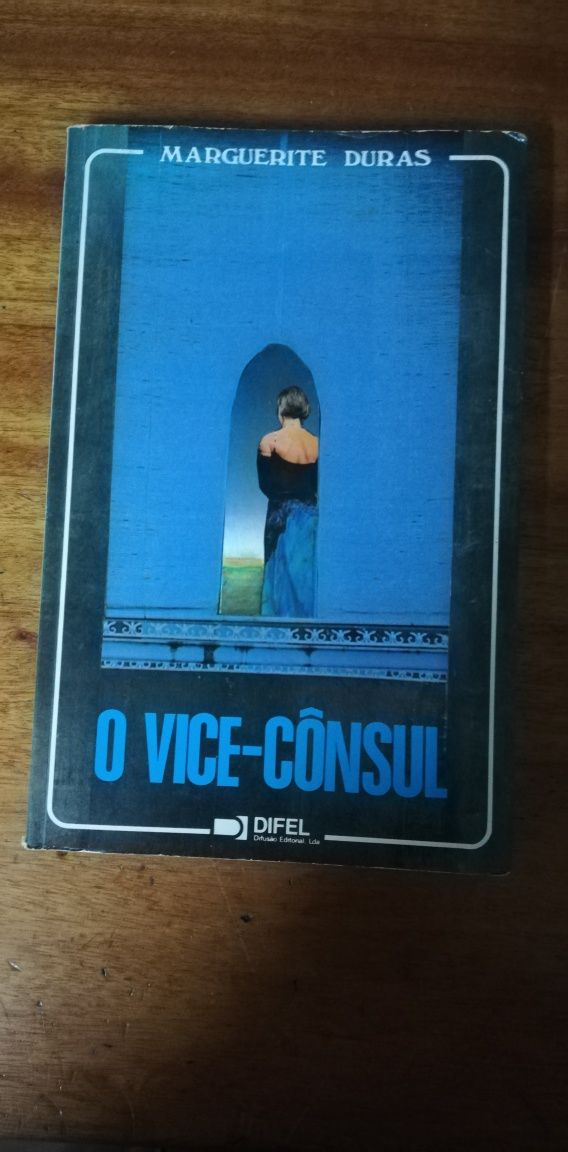 MARGUERITE DURAS
O VICE-CÔNSUL
DIFEL
Difusão Editorial, Lda